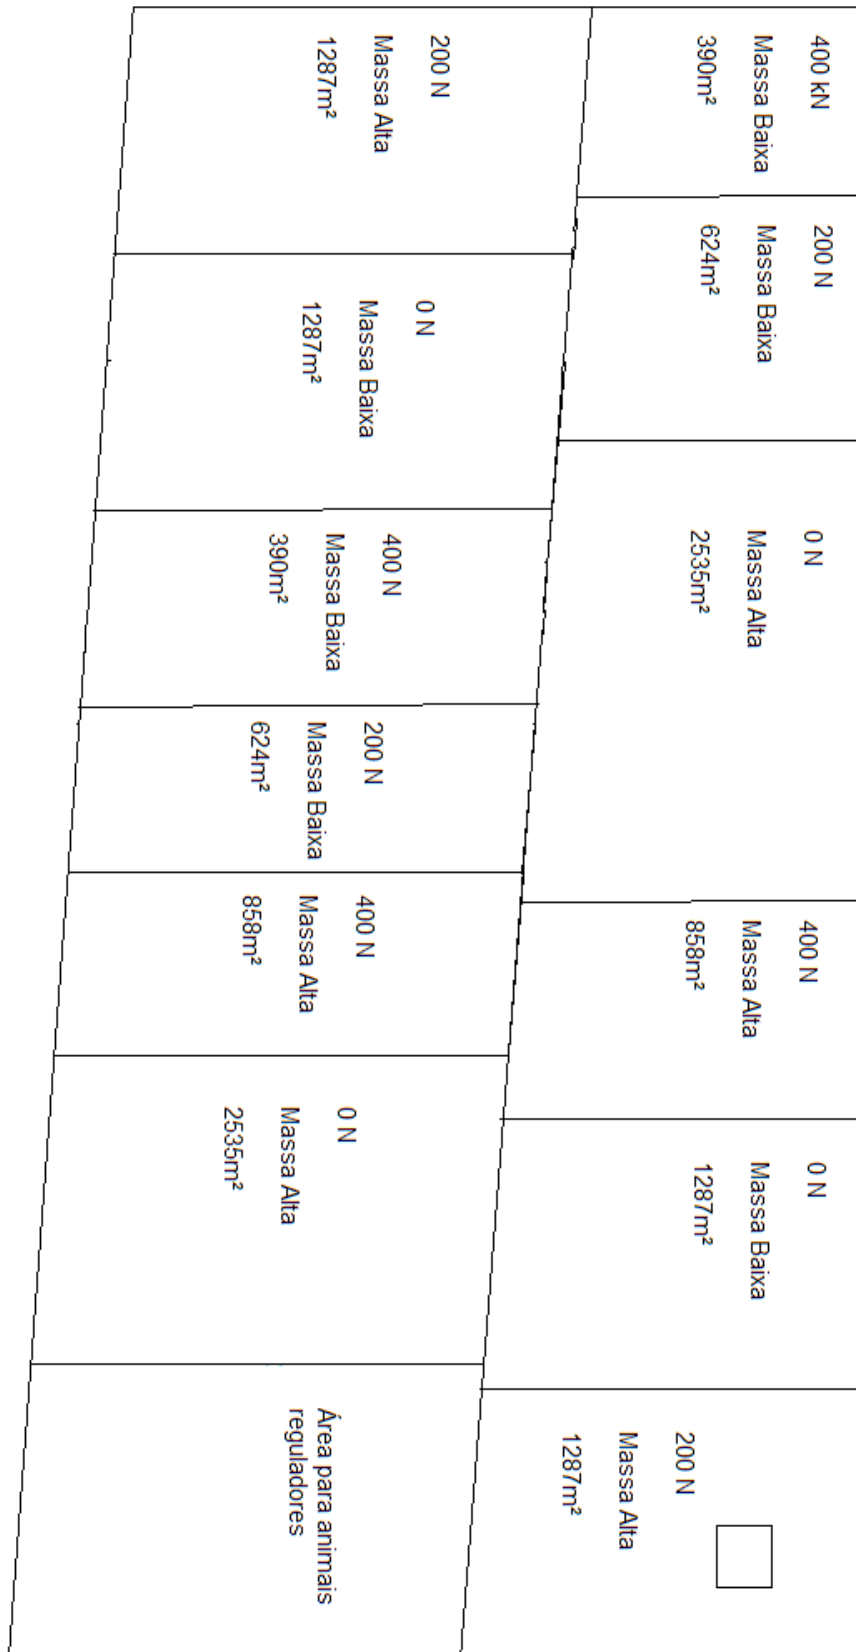 400 kN
Massa Baixa
390m²
200 N
Massa Baixa
624m²
0 N
Massa Alta
2535m²
400 N
Massa Alta
858m²
0 N
Massa Baixa
1287m²
200 N
Massa Alta
1287m²
200 N
Massa Alta
1287m²
0 N
Massa Baixa
1287m²
400 N
Massa Baixa
390m²
200 N
Massa Baixa
624m²
400 N
Massa Alta
858m²
0 N
Massa Alta
2535m²
Área para animais
reguladores